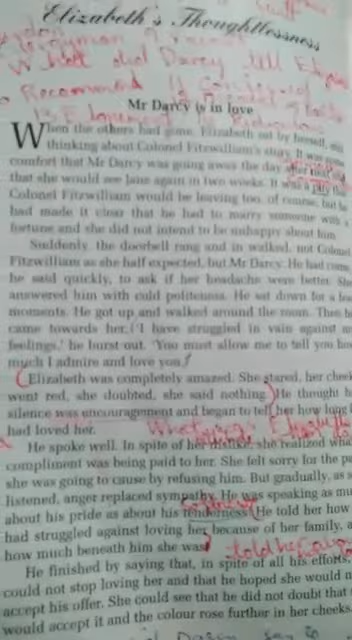 Elizabeth's Thoughtlessness
What did Darcy tell
Recommend
Mr Darcy is in love
When the others had gone, Elizabeth sat by herself,
thinking about Colonel Fitzwilliam's story. It was some
comfort that Mr Darcy was going away the day after next and
that she would see Jane again in two weeks. It was a
Colonel Fitzwilliam would be leaving too, of course, but he
had made it clear that he had to marry someone with a
fortune and she did not intend to be unhappy about him.
Suddenly, the doorbell rang and in walked, not Colonel
Fitzwilliam as she half expected, but Mr Darcy. He had come,
he said quickly, to ask if her headache were better. She
answered him with cold politeness. He sat down for a few
moments. He got up and walked around the room. Then he
came towards her. 'I have struggled in vain against my
feelings,' he burst out. 'You must allow me to tell you how
much I admire and love you!'
Elizabeth was completely amazed. She stared, her cheeks
went red, she doubted, she said nothing. He thought her
silence was encouragement and began to tell her how long he
had loved her. What
He spoke well. In spite of her dislike, she realized what
compliment was being paid to her. She felt sorry for the pain
she was going to cause by refusing him. But gradually, as she
listened, anger replaced sympathy. He was speaking as much
about his pride as about his He told her how
had struggled against loving her because of her family, and
how much beneath him she was told her
He finished by saying that, in spite of all his efforts,
could not stop loving her and that he hoped she would now
accept his offer. She could see that he did not doubt that she
would accept it and the colour rose further in her cheeks.